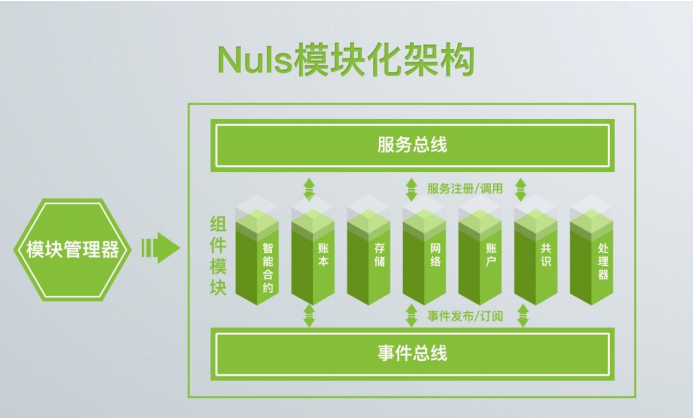 Nuls模块化架构
服务总线
服务注册/调用
模块管理器
组件模块
智能合约
账本
存储
网络
账户
共识
处理器
事件发布/订阅
事件总线